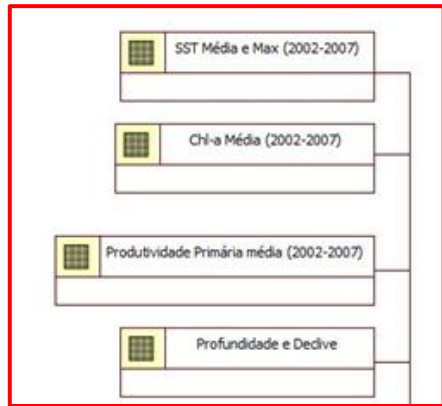 SST Média e Max (2002-2007)
Chl-a Média (2002-2007)
Produtividade Primária média (2002-2007)
Profundidade e Declive